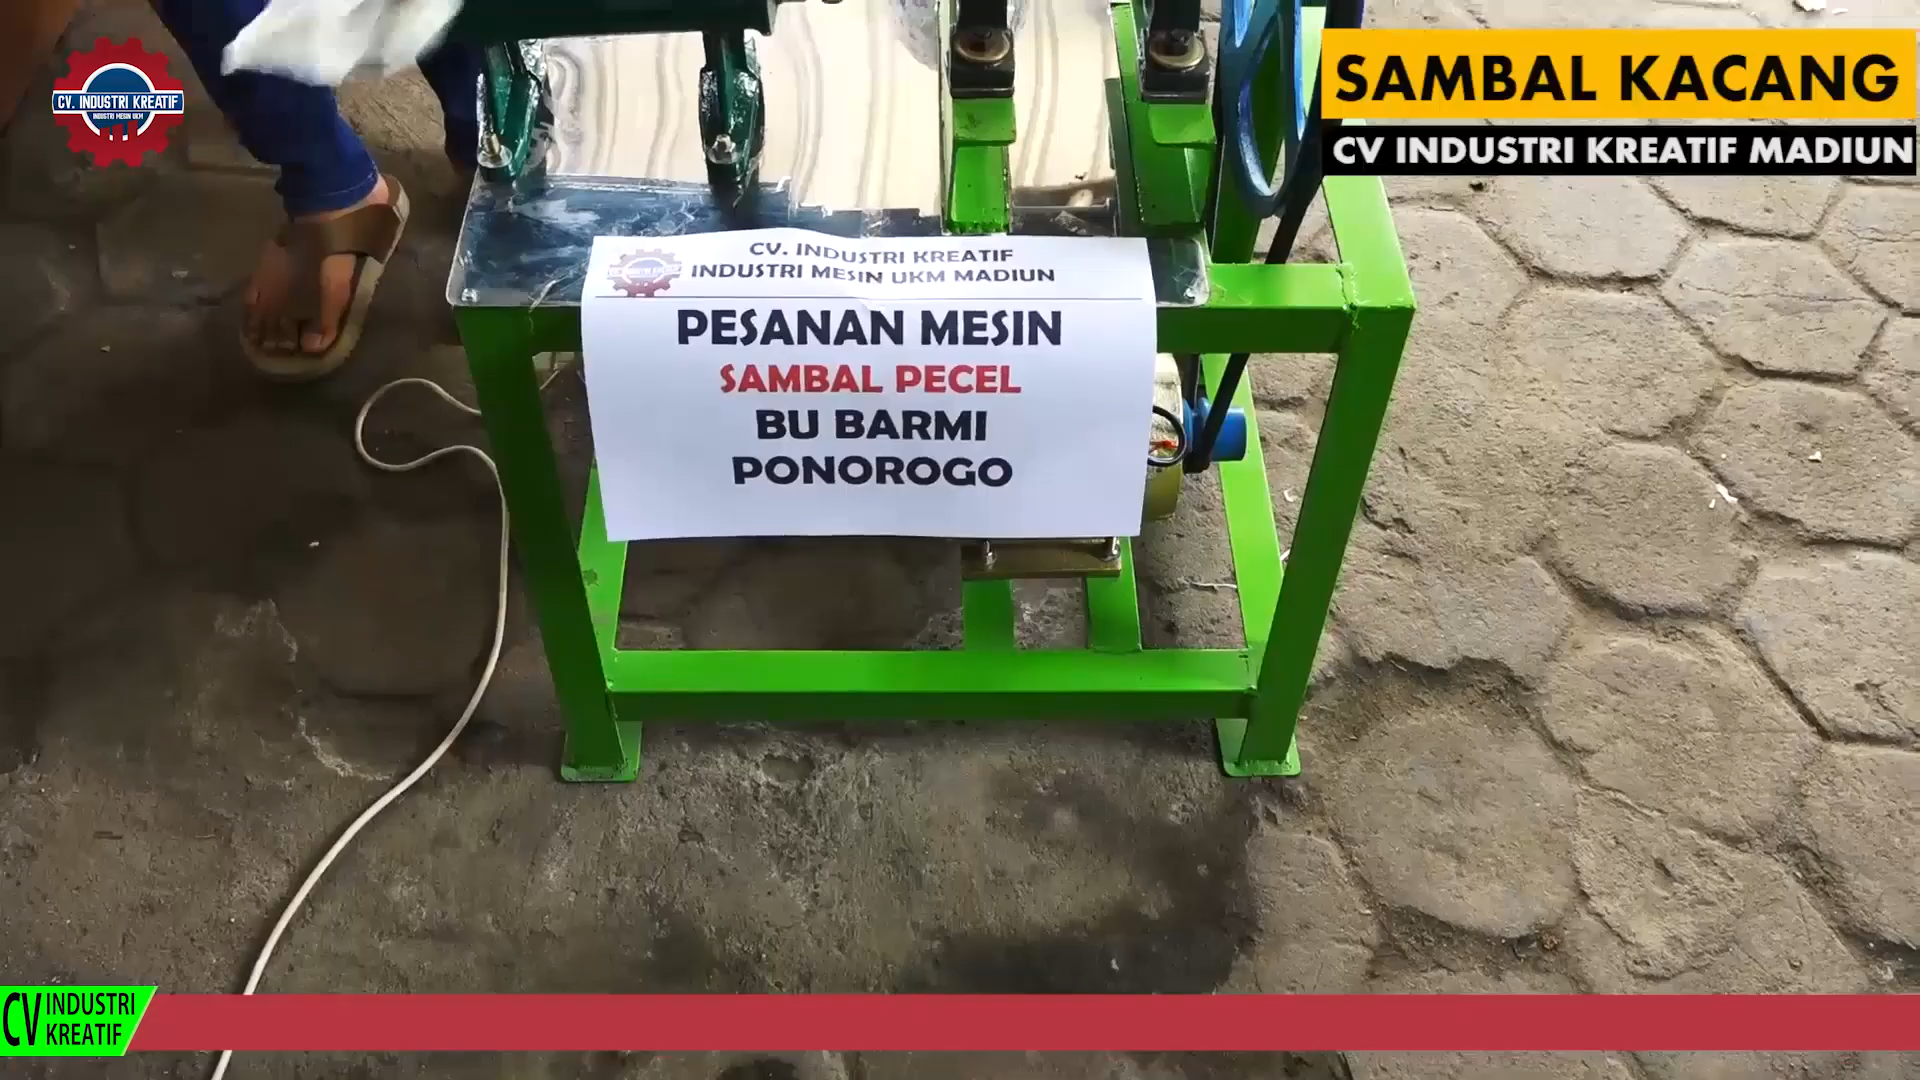 CV. INDUSTRI KREATIF
INDUSTRI MESIN UKM
SAMBAL KACANG
CV INDUSTRI KREATIF MADIUN
CV. INDUSTRI KREATIF
INDUSTRI MESIN UKM MADIUN
PESANAN MESIN
SAMBAL PECEL
BU BARMI
PONOROGO
CV INDUSTRI
KREATIF